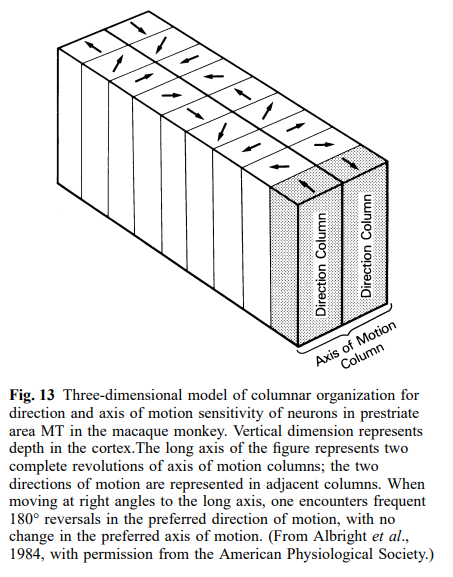 Direction Column
Direction Column
Axis of Motion
Column
Fig. 13 Three-dimensional model of columnar organization for
direction and axis of motion sensitivity of neurons in prestriate
area MT in the macaque monkey. Vertical dimension represents
depth in the cortex.The long axis of the figure represents two
complete revolutions of axis of motion columns; the two
directions of motion are represented in adjacent columns. When
moving at right angles to the long axis, one encounters frequent
180° reversals in the preferred direction of motion, with no
change in the preferred axis of motion. (From Albright et al.,
1984, with permission from the American Physiological Society.)